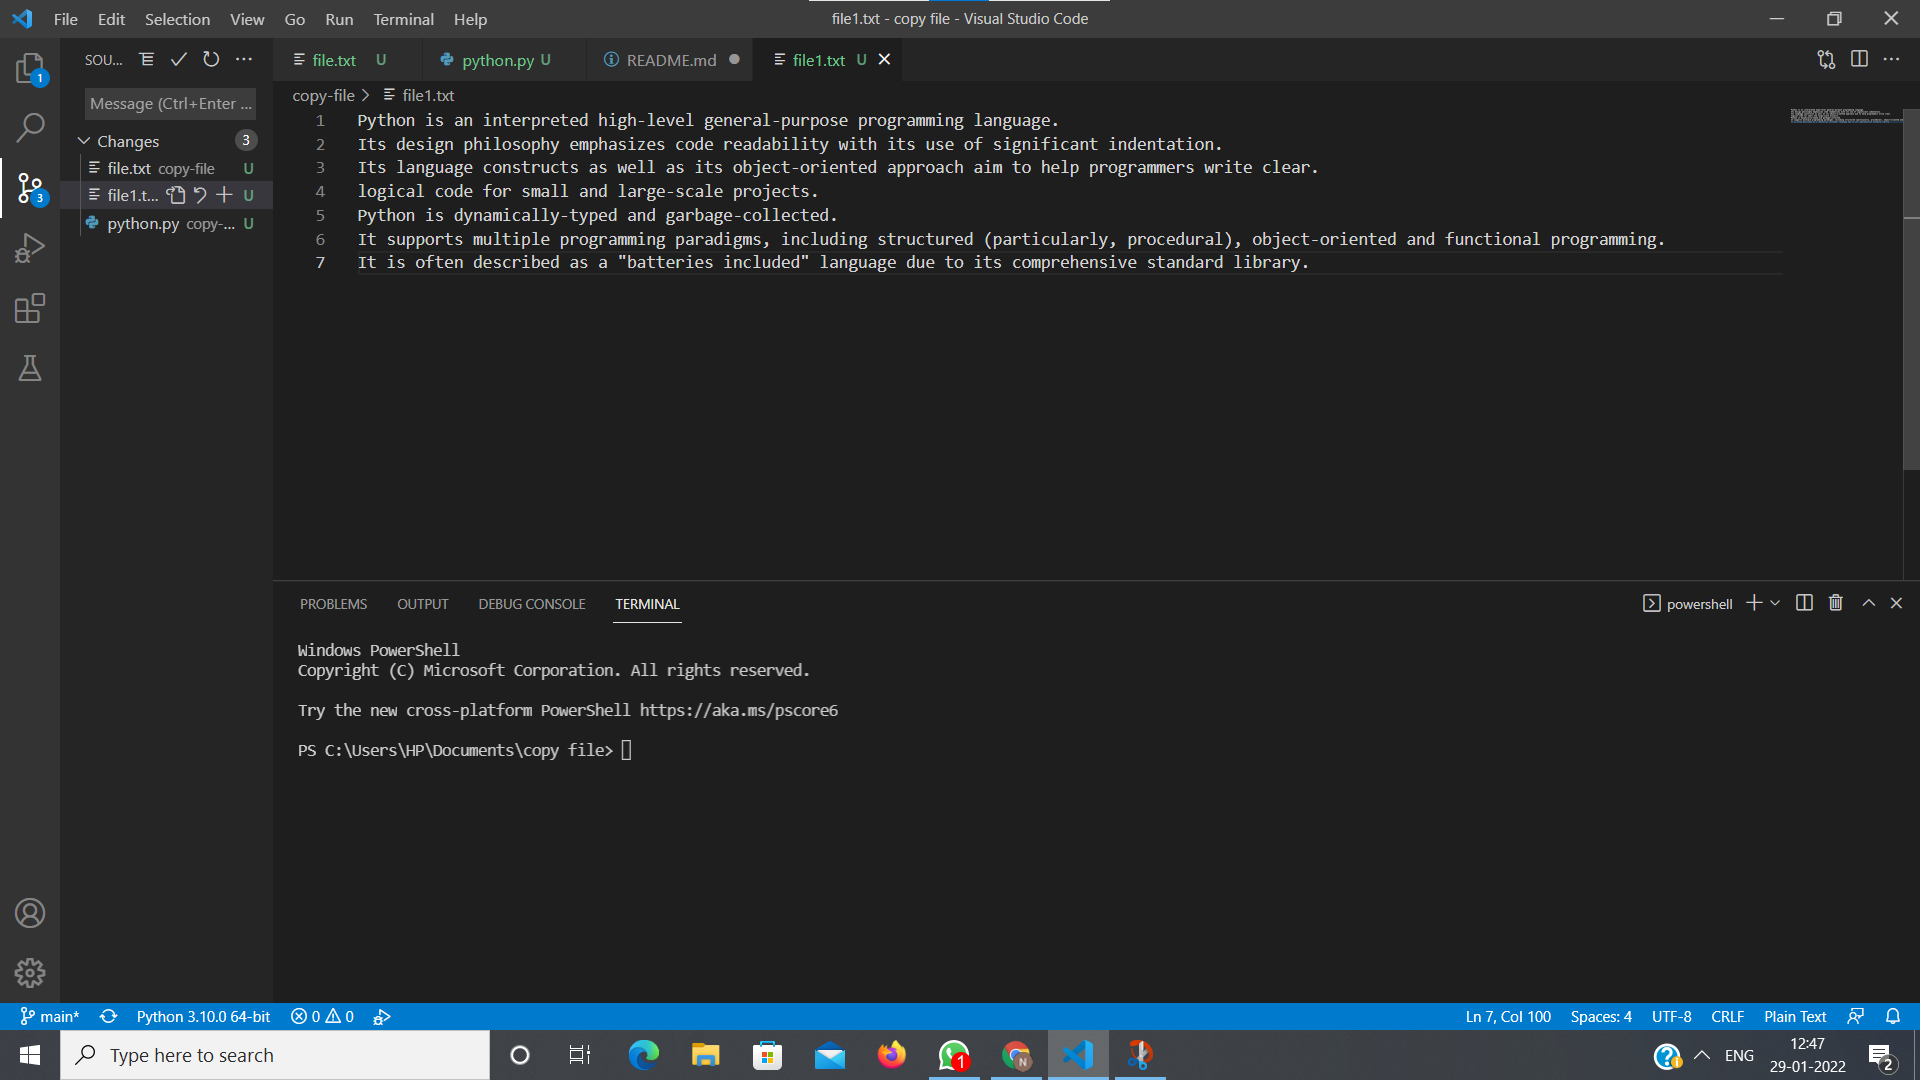 File Edit Selection View Go Run Terminal Help
file1.txt - copy file - Visual Studio Code
SOU...
file.txt U
python.py U
README.md
file1.txt U
1
Message (Ctrl+Enter ...
copy-file > file1.txt
Changes 3
file.txt copy-file U
file1.t... U
python.py copy-... U
3
1 Python is an interpreted high-level general-purpose programming language.
2 Its design philosophy emphasizes code readability with its use of significant indentation.
3 Its language constructs as well as its object-oriented approach aim to help programmers write clear.
4 logical code for small and large-scale projects.
5 Python is dynamically-typed and garbage-collected.
6 It supports multiple programming paradigms, including structured (particularly, procedural), object-oriented and functional programming.
7 It is often described as a "batteries included" language due to its comprehensive standard library.
PROBLEMS OUTPUT DEBUG CONSOLE TERMINAL
powershell
Windows PowerShell
Copyright (C) Microsoft Corporation. All rights reserved.
Try the new cross-platform PowerShell https://aka.ms/pscore6
PS C:\Users\HP\Documents\copy file>
main* Python 3.10.0 64-bit 0 0
Ln 7, Col 100 Spaces: 4 UTF-8 CRLF Plain Text
Type here to search
1
N
ENG
12:47
29-01-2022
2